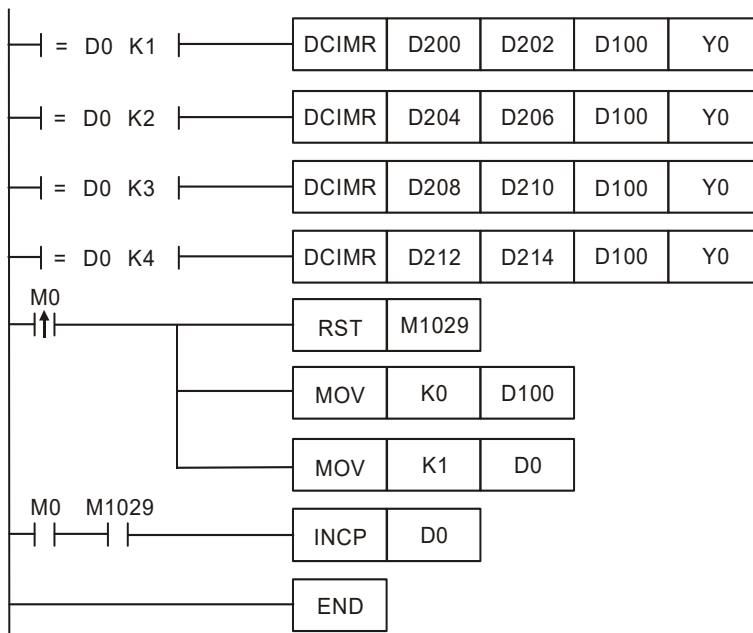 = D0 K1 DCIMR D200 D202 D100 Y0
= D0 K2 DCIMR D204 D206 D100 Y0
= D0 K3 DCIMR D208 D210 D100 Y0
= D0 K4 DCIMR D212 D214 D100 Y0
M0
RST M1029
MOV K0 D100
MOV K1 D0
M0 M1029
INCP D0
END